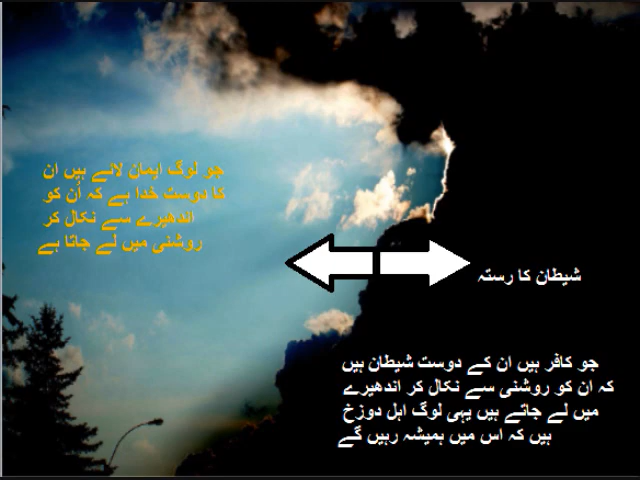 جو لوگ ایمان لائے ہیں ان
کا دوست خدا ہے کہ اُن کو
اندھیرے سے نکال کر
روشنی میں لے جاتا ہے
شیطان کا رستہ
جو کافر ہیں ان کے دوست شیطان ہیں
کہ ان کو روشنی سے نکال کر اندھیرے
میں لے جاتے ہیں یہی لوگ اہل دوزخ
ہیں کہ اس میں ہمیشہ رہیں گے